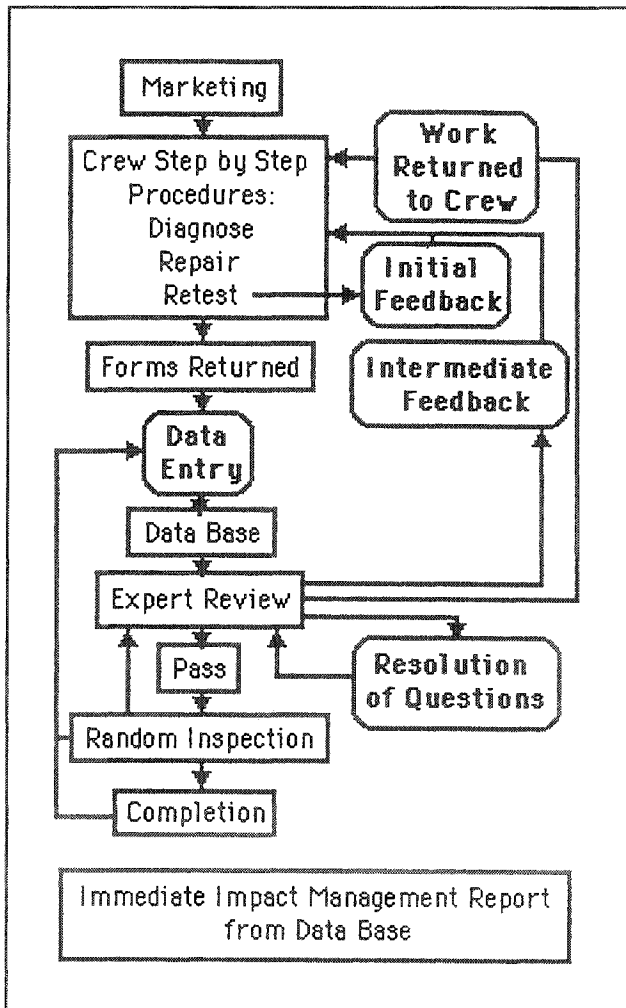 Marketing
Crew Step by Step
Procedures:
Diagnose
Repair
Retest
Work
Returned
to Crew
Initial
Feedback
Forms Returned
Intermediate
Feedback
Data
Entry
Data Base
Expert Review
Pass
Resolution
of Questions
Random Inspection
Completion
Immediate Impact Management Report
from Data Base